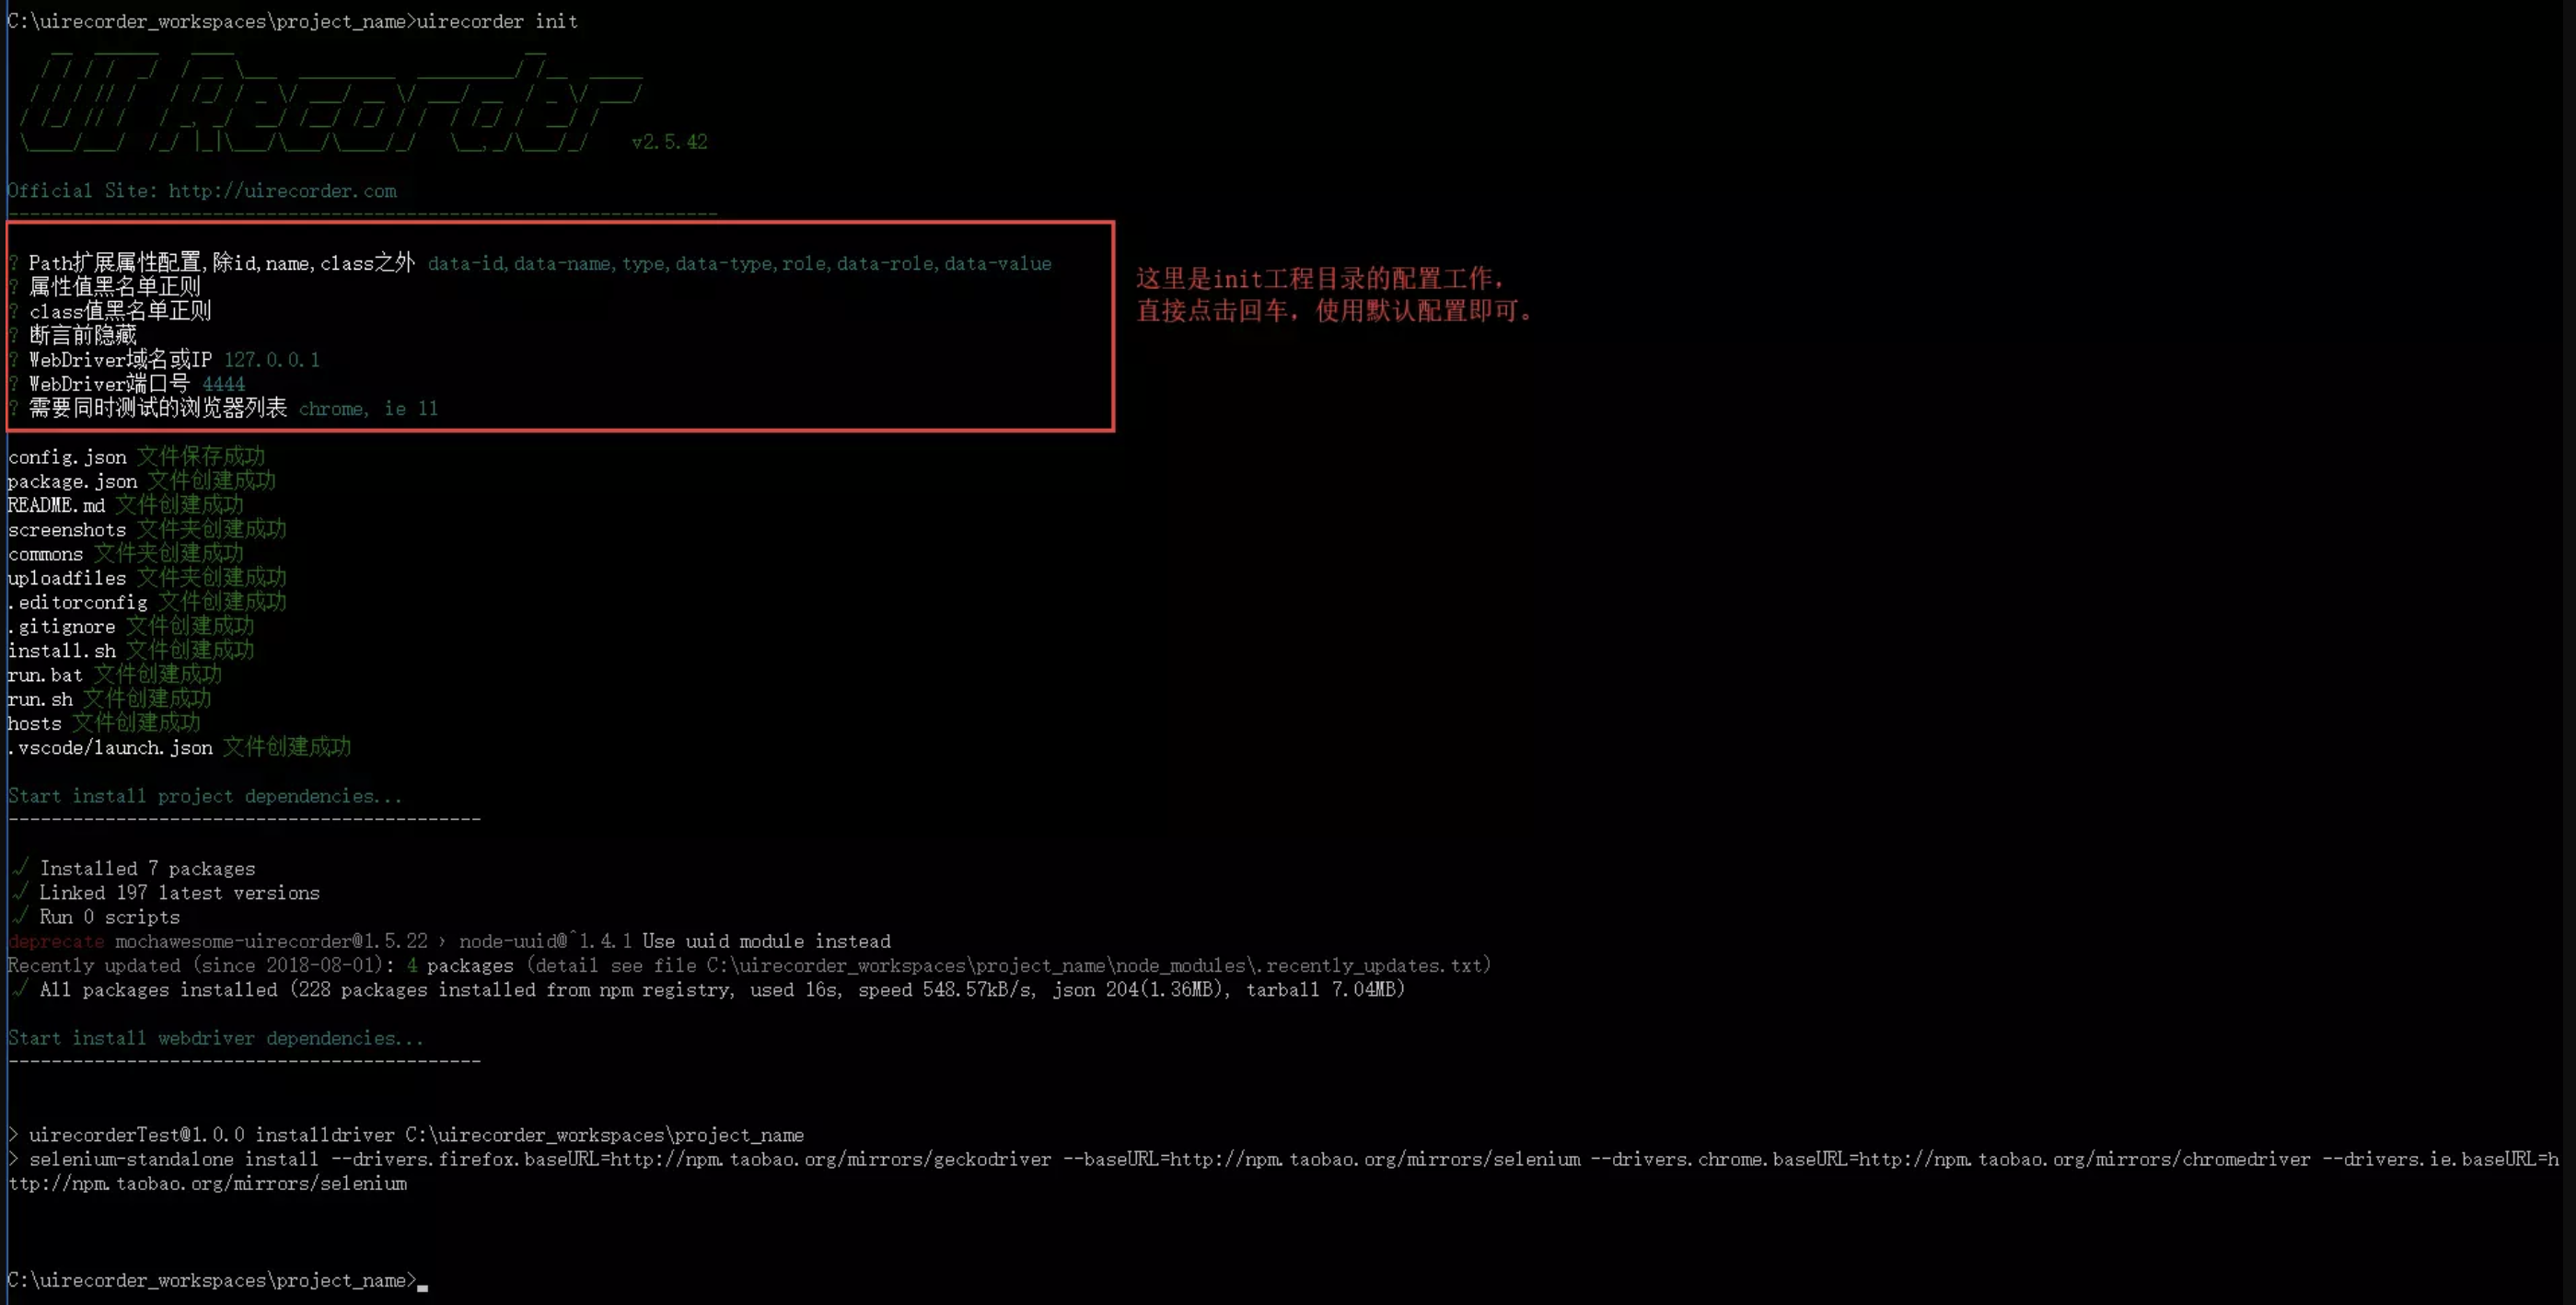 C:\uirecorder_workspaces\project_name>uirecorder init
UI Recorder v2.5.42
Official Site: http://uirecorder.com
------------------------------------------------------------------
? Path扩展属性配置,除id,name,class之外 data-id,data-name,type,data-type,role,data-role,data-value
? 属性值黑名单正则
? class值黑名单正则
? 断言前隐藏
? WebDriver域名或IP 127.0.0.1
? WebDriver端口号 4444
? 需要同时测试的浏览器列表 chrome, ie 11
这里是init工程目录的配置工作，
直接点击回车，使用默认配置即可。
config.json 文件保存成功
package.json 文件创建成功
README.md 文件创建成功
screenshots 文件夹创建成功
commons 文件夹创建成功
uploadfiles 文件夹创建成功
.editorconfig 文件创建成功
.gitignore 文件创建成功
install.sh 文件创建成功
run.bat 文件创建成功
run.sh 文件创建成功
hosts 文件创建成功
.vscode/launch.json 文件创建成功
Start install project dependencies...
--------------------------------------------
√ Installed 7 packages
√ Linked 197 latest versions
√ Run 0 scripts
deprecate mochawesome-uirecorder@1.5.22 › node-uuid@^1.4.1 Use uuid module instead
Recently updated (since 2018-08-01): 4 packages (detail see file C:\uirecorder_workspaces\project_name\node_modules\.recently_updates.txt)
√ All packages installed (228 packages installed from npm registry, used 16s, speed 548.57kB/s, json 204(1.36MB), tarball 7.04MB)
Start install webdriver dependencies...
--------------------------------------------
> uirecorderTest@1.0.0 installdriver C:\uirecorder_workspaces\project_name
> selenium-standalone install --drivers.firefox.baseURL=http://npm.taobao.org/mirrors/geckodriver --baseURL=http://npm.taobao.org/mirrors/selenium --drivers.chrome.baseURL=http://npm.taobao.org/mirrors/chromedriver --drivers.ie.baseURL=h
ttp://npm.taobao.org/mirrors/selenium
C:\uirecorder_workspaces\project_name>_